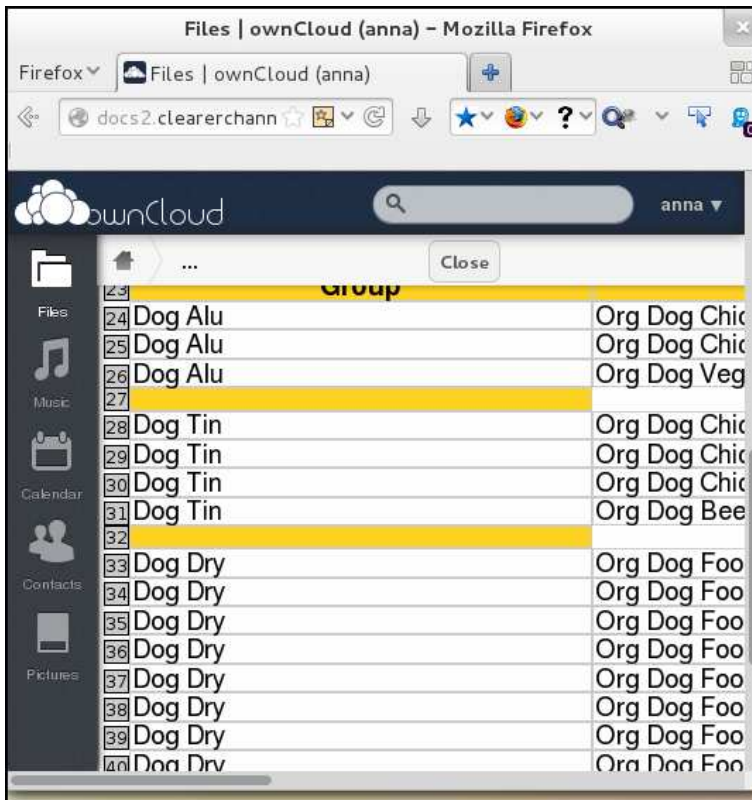 Files | ownCloud (anna) – Mozilla Firefox
Firefox
Files | ownCloud (anna)
docs2.clearerchann
ownCloud
anna
...
Close
Files
Music
Calendar
Contacts
Pictures
23 Group
24 Dog Alu Org Dog Chic
25 Dog Alu Org Dog Chic
26 Dog Alu Org Dog Veg
27
28 Dog Tin Org Dog Chic
29 Dog Tin Org Dog Chic
30 Dog Tin Org Dog Chic
31 Dog Tin Org Dog Bee
32
33 Dog Dry Org Dog Foo
34 Dog Dry Org Dog Foo
35 Dog Dry Org Dog Foo
36 Dog Dry Org Dog Foo
37 Dog Dry Org Dog Foo
38 Dog Dry Org Dog Foo
39 Dog Dry Org Dog Foo
40 Dog Dry Org Dog Foo